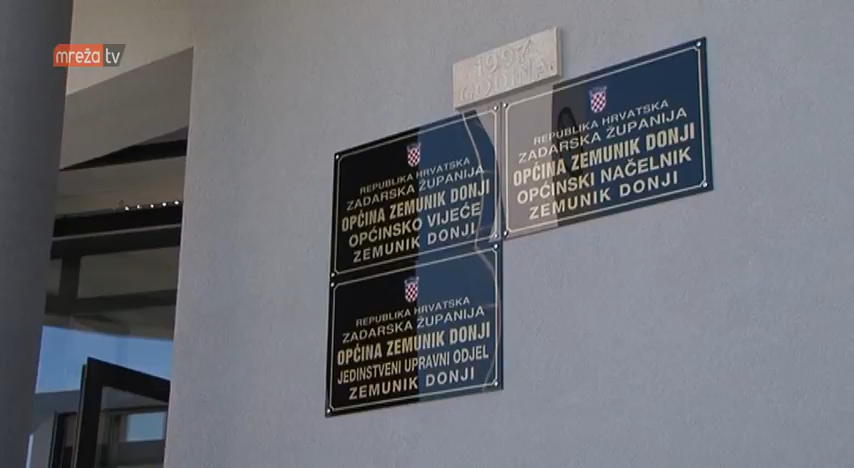 mreža tv
1997
GODINA.
REPUBLIKA HRVATSKA
ZADARSKA ŽUPANIJA
OPĆINA ZEMUNIK DONJI
OPĆINSKO VIJEĆE
ZEMUNIK DONJI
REPUBLIKA HRVATSKA
ZADARSKA ŽUPANIJA
OPĆINA ZEMUNIK DONJI
OPĆINSKI NAČELNIK
ZEMUNIK DONJI
REPUBLIKA HRVATSKA
ZADARSKA ŽUPANIJA
OPĆINA ZEMUNIK DONJI
JEDINSTVENI UPRAVNI ODJEL
ZEMUNIK DONJI